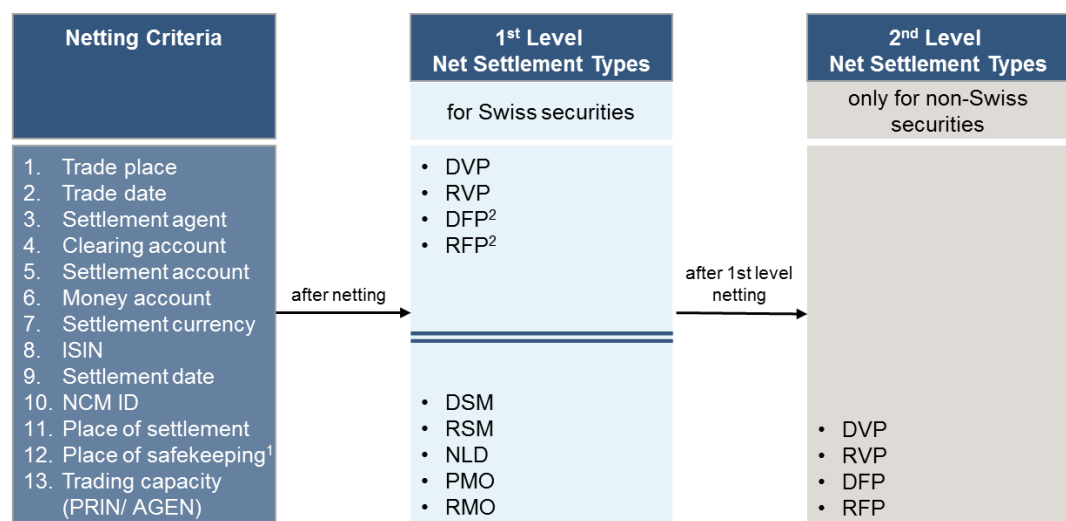 Netting Criteria
1. Trade place
2. Trade date
3. Settlement agent
4. Clearing account
5. Settlement account
6. Money account
7. Settlement currency
8. ISIN
9. Settlement date
10. NCM ID
11. Place of settlement
12. Place of safekeeping¹
13. Trading capacity
(PRIN/ AGEN)
after netting
1st Level
Net Settlement Types
for Swiss securities
• DVP
• RVP
• DFP²
• RFP²
• DSM
• RSM
• NLD
• PMO
• RMO
after 1st level
netting
2nd Level
Net Settlement Types
only for non-Swiss
securities
• DVP
• RVP
• DFP
• RFP